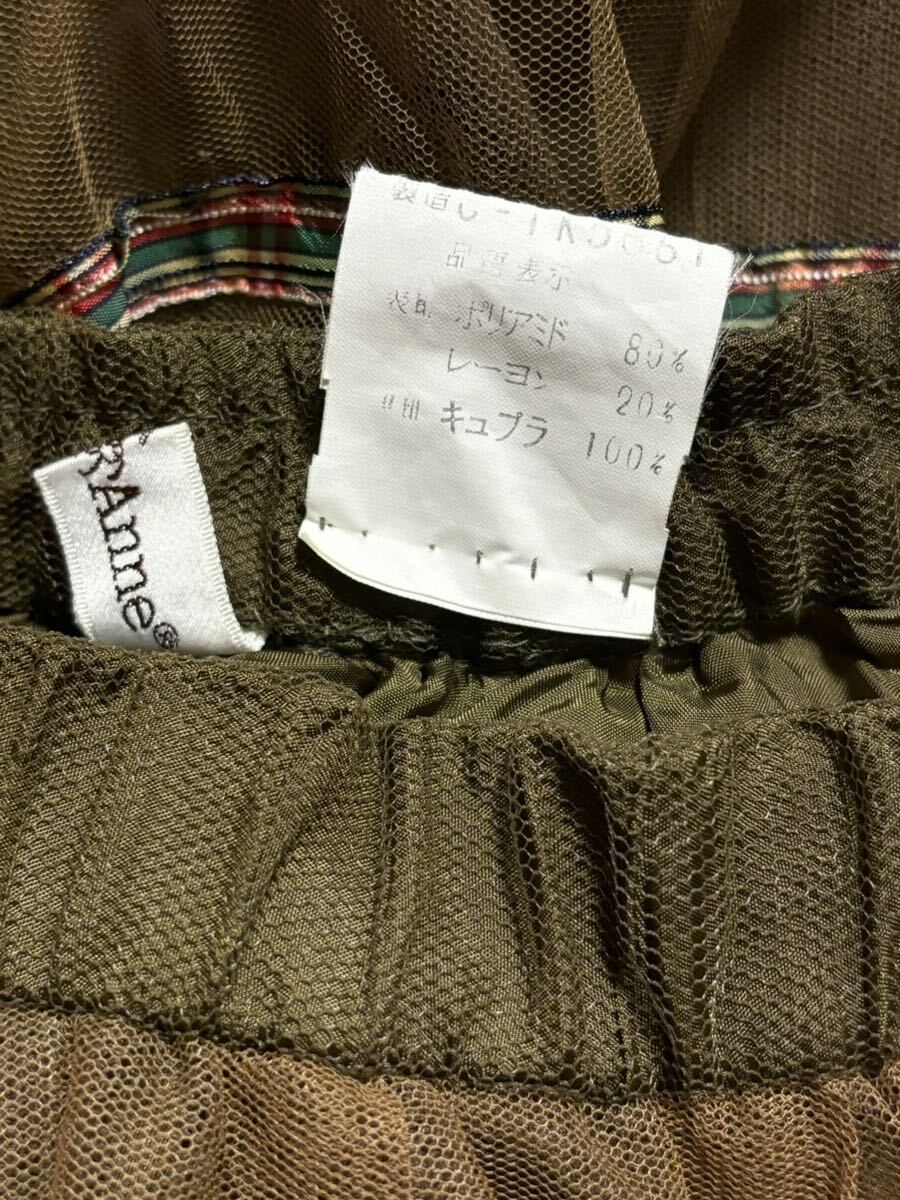 品質表示
ポリアミド 80%
レーヨン 20%
キュプラ 100%
Anne®